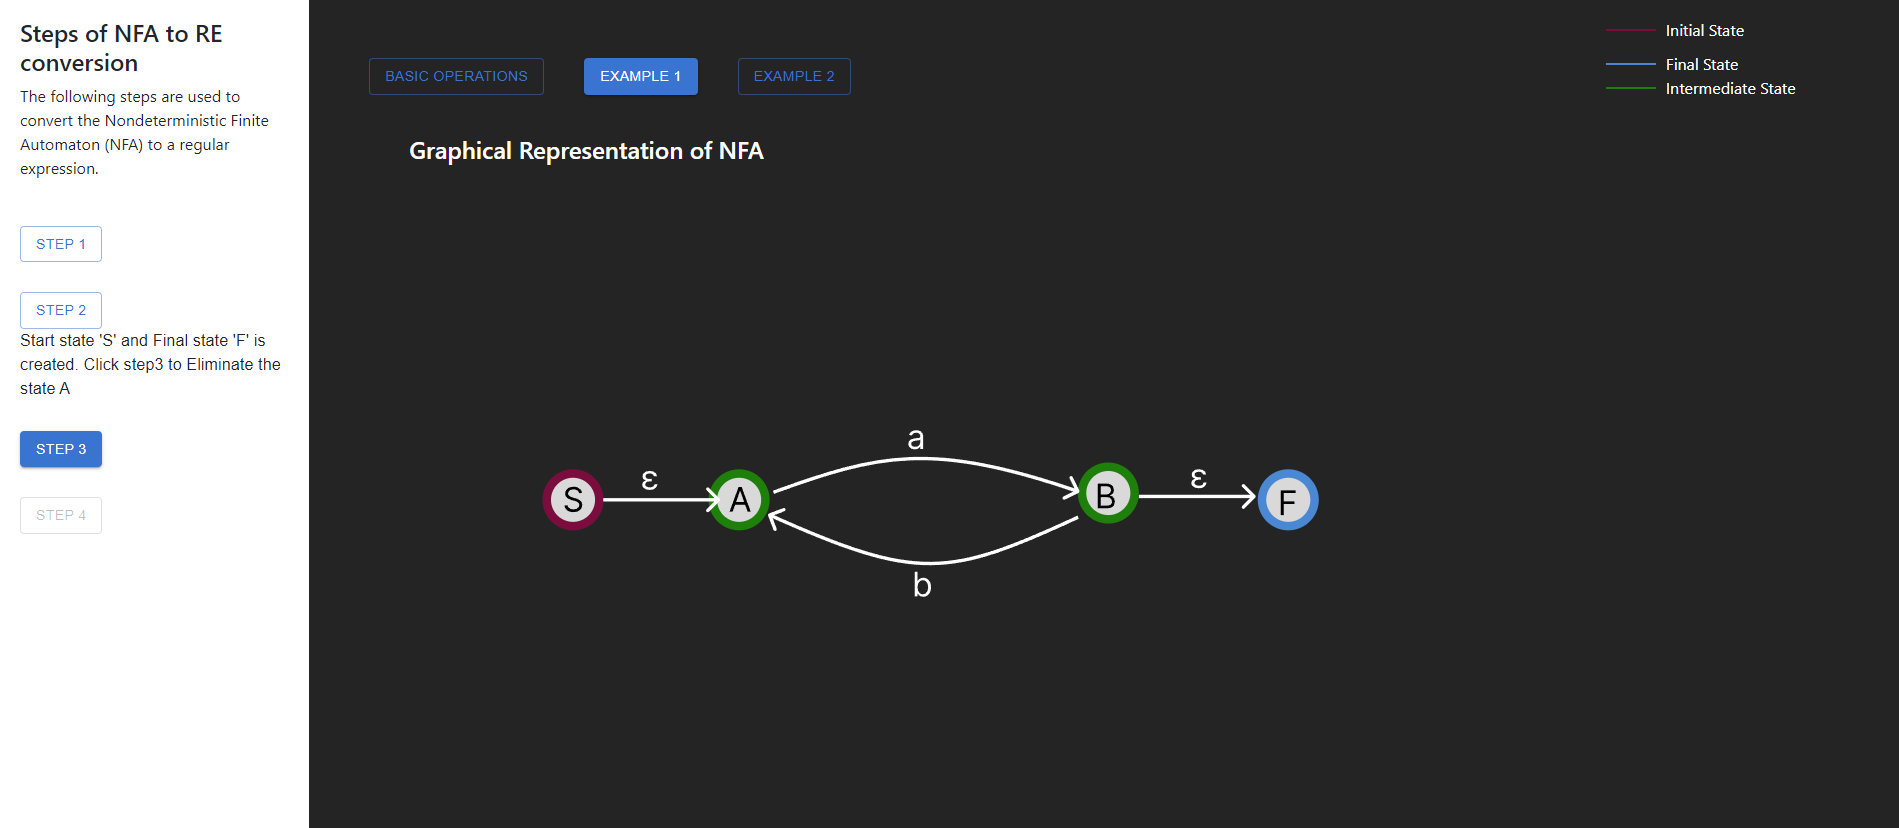 Steps of NFA to RE
conversion
The following steps are used to
convert the Nondeterministic Finite
Automaton (NFA) to a regular
expression.
STEP 1
STEP 2
Start state 'S' and Final state 'F' is
created. Click step3 to Eliminate the
state A
STEP 3
STEP 4
BASIC OPERATIONS
EXAMPLE 1
EXAMPLE 2
Initial State
Final State
Intermediate State
Graphical Representation of NFA
a
S
ε
A
B
ε
F
b